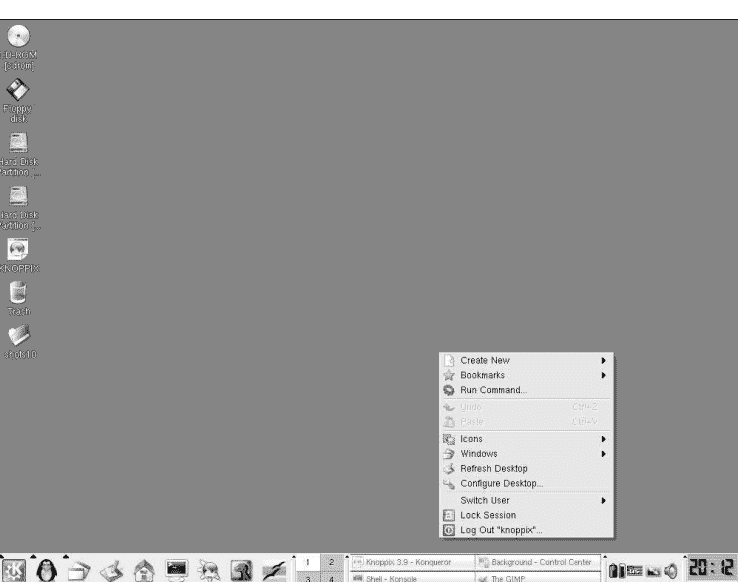 CD-ROM
[cdrom]
Floppy
disk
Hard Disk
Partition [...
Hard Disk
Partition [...
KNOPPIX
Trash
shots10
Create New
Bookmarks
Run Command...
Undo Ctrl+Z
Paste Ctrl+V
Icons
Windows
Refresh Desktop
Configure Desktop...
Switch User
Lock Session
Log Out "knoppix"...
1 2
3 4
Knoppix 3.9 - Konqueror
Background - Control Center
Shell - Konsole
The GIMP
20:12